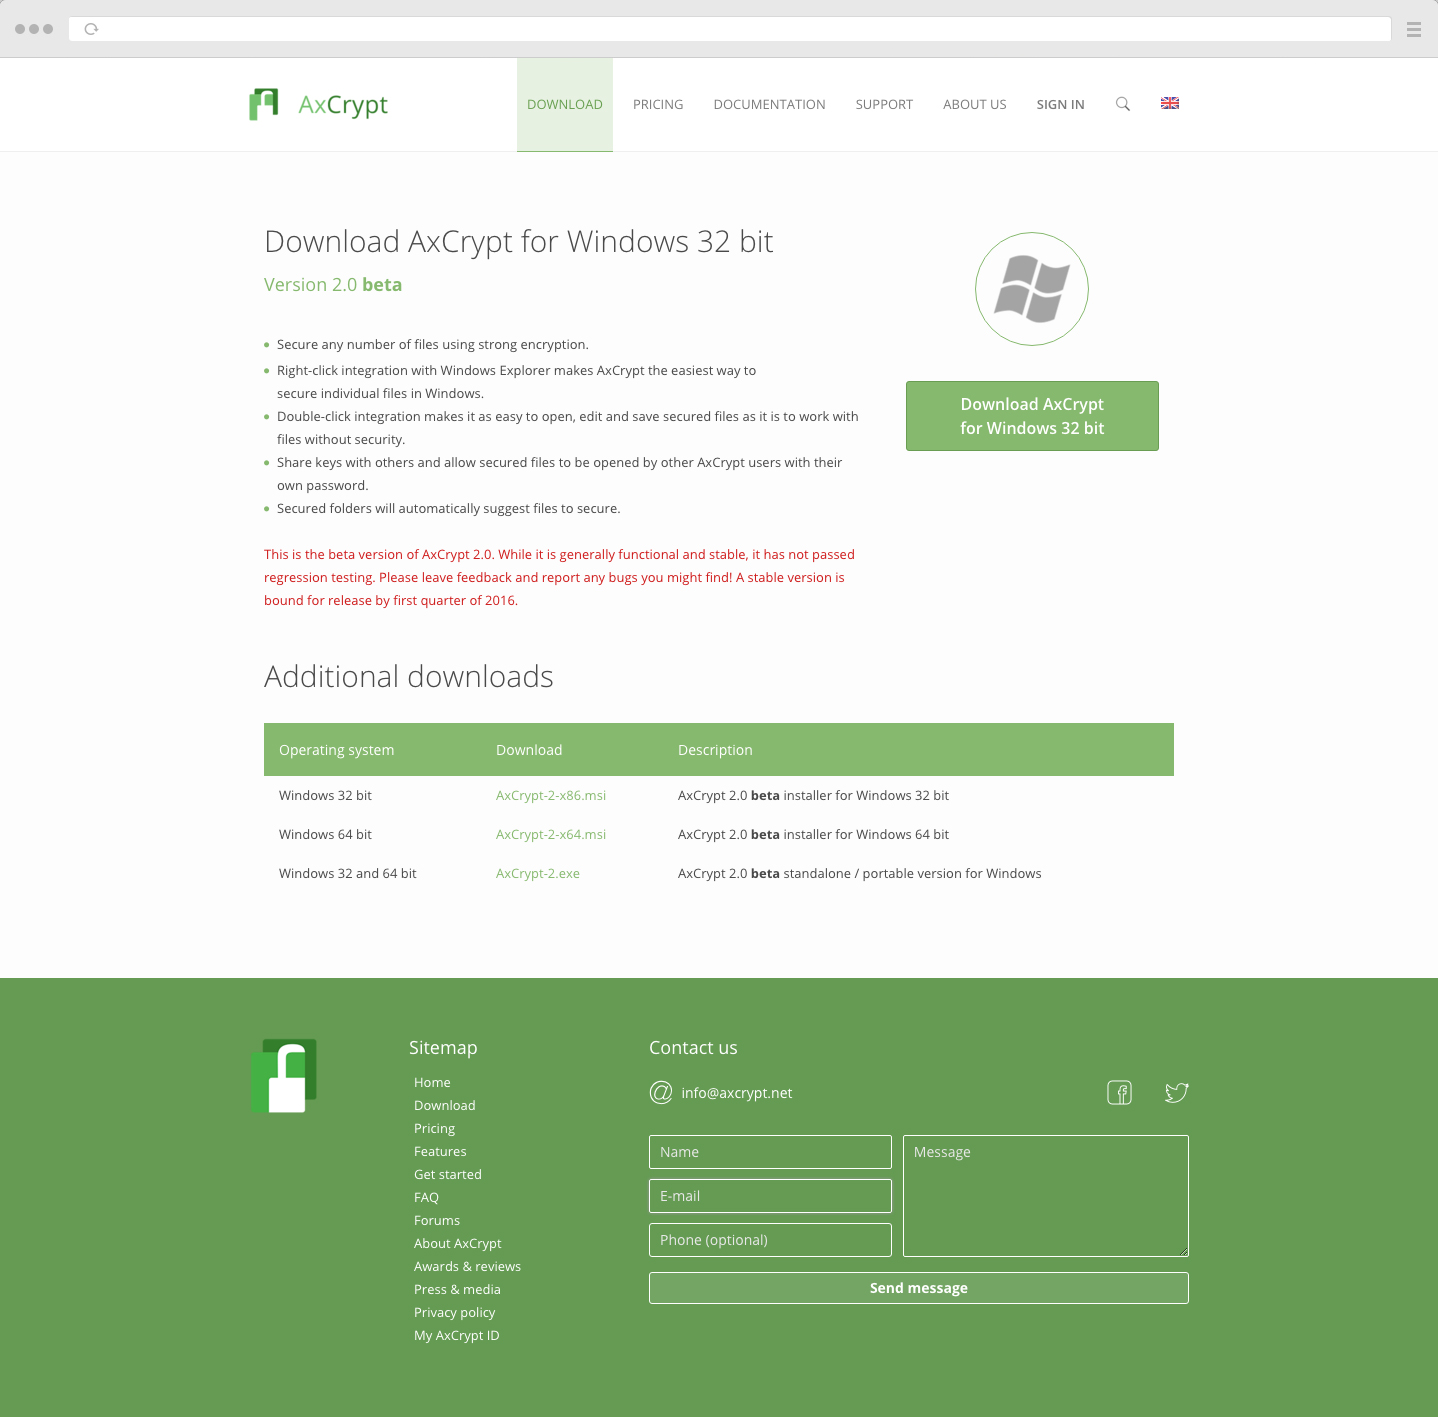 AxCrypt
DOWNLOAD PRICING DOCUMENTATION SUPPORT ABOUT US SIGN IN
Download AxCrypt for Windows 32 bit
Version 2.0 beta
Secure any number of files using strong encryption.
Right-click integration with Windows Explorer makes AxCrypt the easiest way to
secure individual files in Windows.
Double-click integration makes it as easy to open, edit and save secured files as it is to work with
files without security.
Share keys with others and allow secured files to be opened by other AxCrypt users with their
own password.
Secured folders will automatically suggest files to secure.
This is the beta version of AxCrypt 2.0. While it is generally functional and stable, it has not passed
regression testing. Please leave feedback and report any bugs you might find! A stable version is
bound for release by first quarter of 2016.
Download AxCrypt
for Windows 32 bit
Additional downloads
Operating system Download Description
Windows 32 bit AxCrypt-2-x86.msi AxCrypt 2.0 beta installer for Windows 32 bit
Windows 64 bit AxCrypt-2-x64.msi AxCrypt 2.0 beta installer for Windows 64 bit
Windows 32 and 64 bit AxCrypt-2.exe AxCrypt 2.0 beta standalone / portable version for Windows
Sitemap
Home
Download
Pricing
Features
Get started
FAQ
Forums
About AxCrypt
Awards & reviews
Press & media
Privacy policy
My AxCrypt ID
Contact us
info@axcrypt.net
Name
E-mail
Phone (optional)
Message
Send message